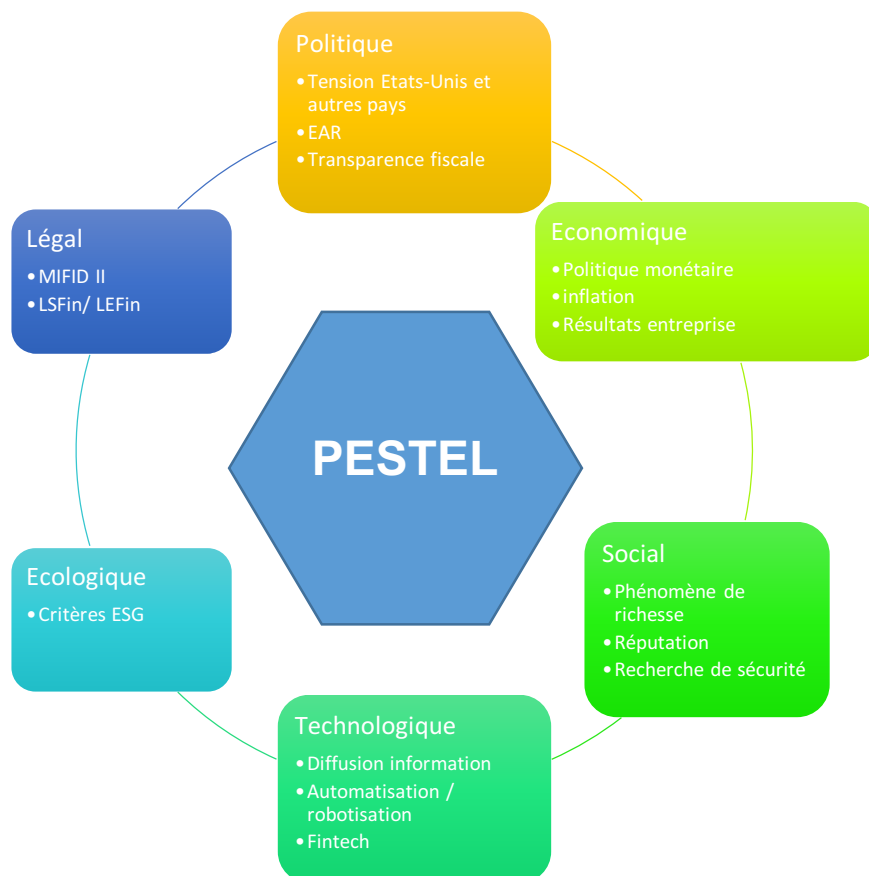 Politique
•Tension Etats-Unis et
autres pays
•EAR
•Transparence fiscale
Economique
•Politique monétaire
•inflation
•Résultats entreprise
Social
•Phénomène de
richesse
•Réputation
•Recherche de sécurité
Technologique
•Diffusion information
•Automatisation /
robotisation
•Fintech
Ecologique
•Critères ESG
Légal
•MIFID II
•LSFin/ LEFin
PESTEL